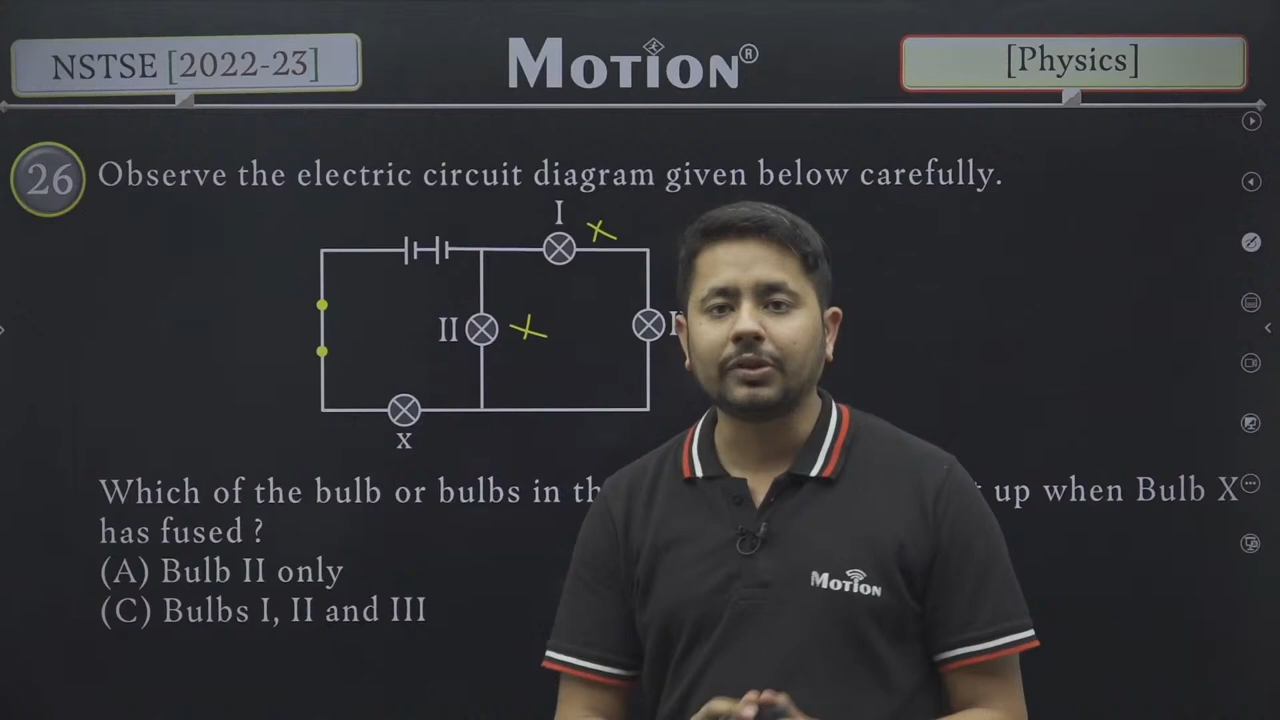 NSTSE [2022-23]
MOTION®
[Physics]
26
Observe the electric circuit diagram given below carefully.
I
II
x
Which of the bulb or bulbs in up when Bulb X
has fused ?
(A) Bulb II only
(C) Bulbs I, II and III
MOTION